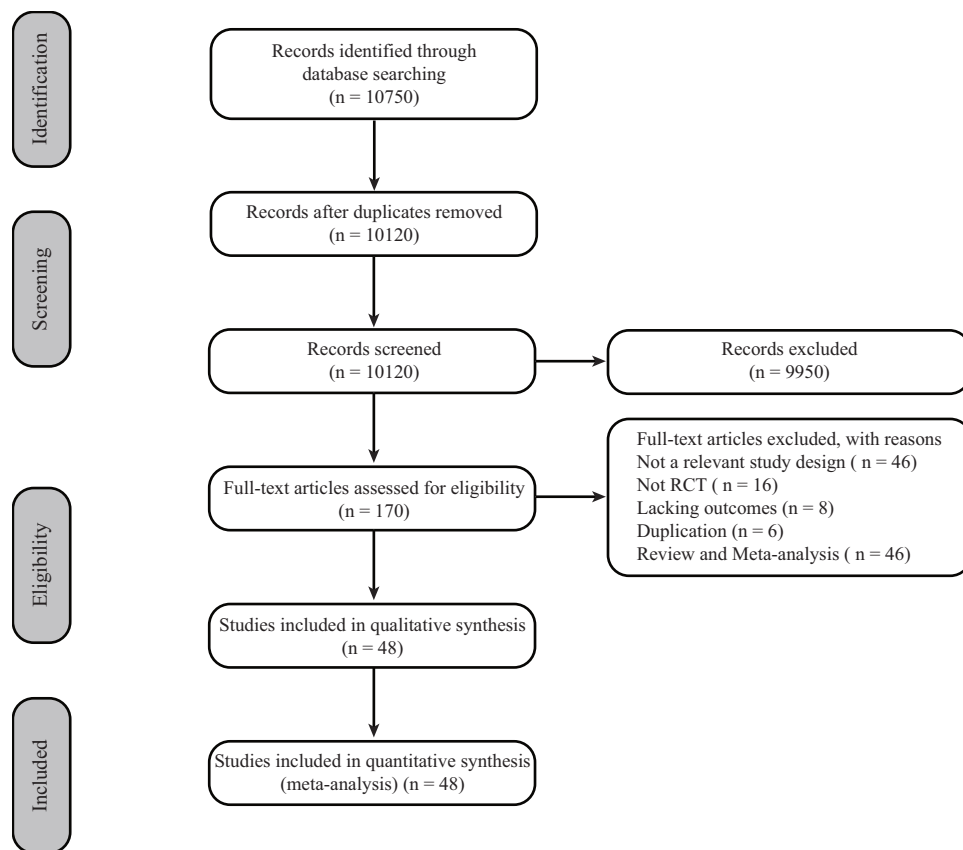 Identification
Records identified through
database searching
(n = 10750)
Screening
Records after duplicates removed
(n = 10120)
Records screened
(n = 10120)
Records excluded
(n = 9950)
Eligibility
Full-text articles assessed for eligibility
(n = 170)
Full-text articles excluded, with reasons
Not a relevant study design ( n = 46)
Not RCT ( n = 16)
Lacking outcomes (n = 8)
Duplication (n = 6)
Review and Meta-analysis ( n = 46)
Studies included in qualitative synthesis
(n = 48)
Included
Studies included in quantitative synthesis
(meta-analysis) (n = 48)